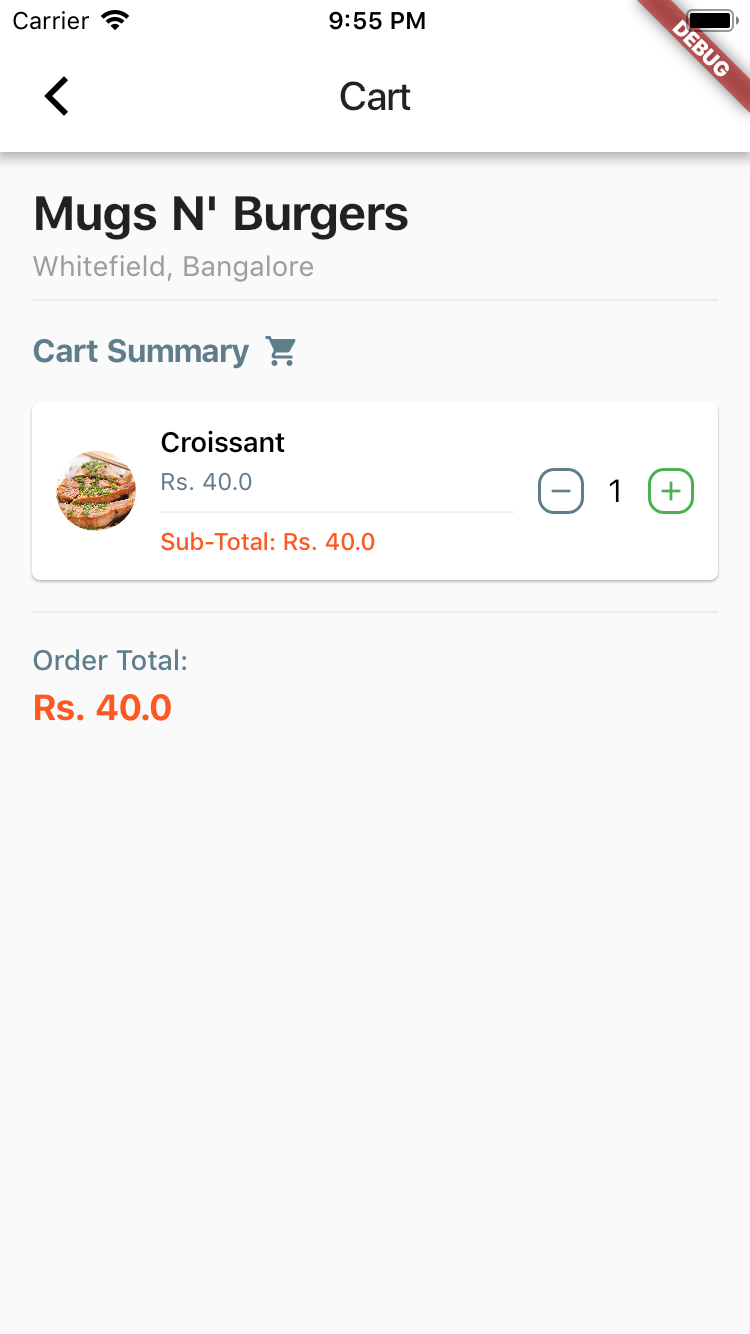 Carrier 9:55 PM
DEBUG
Cart
Mugs N' Burgers
Whitefield, Bangalore
Cart Summary
Croissant
Rs. 40.0
1
Sub-Total: Rs. 40.0
Order Total:
Rs. 40.0